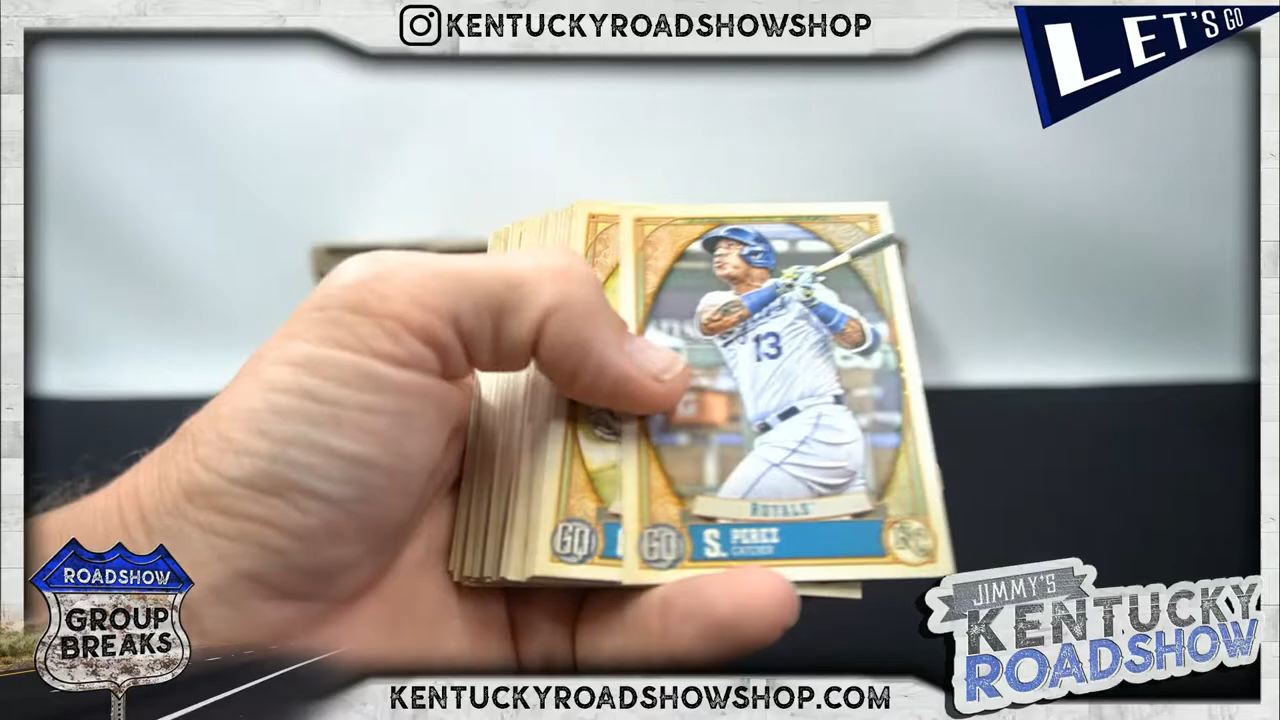 KENTUCKYROADSHOWSHOP
LET'S GO
13
ROYALS
GQ
GQ
S. PEREZ
CATCHER
ROADSHOW
GROUP
BREAKS
JIMMY'S
KENTUCKY
ROADSHOW
KENTUCKYROADSHOWSHOP.COM